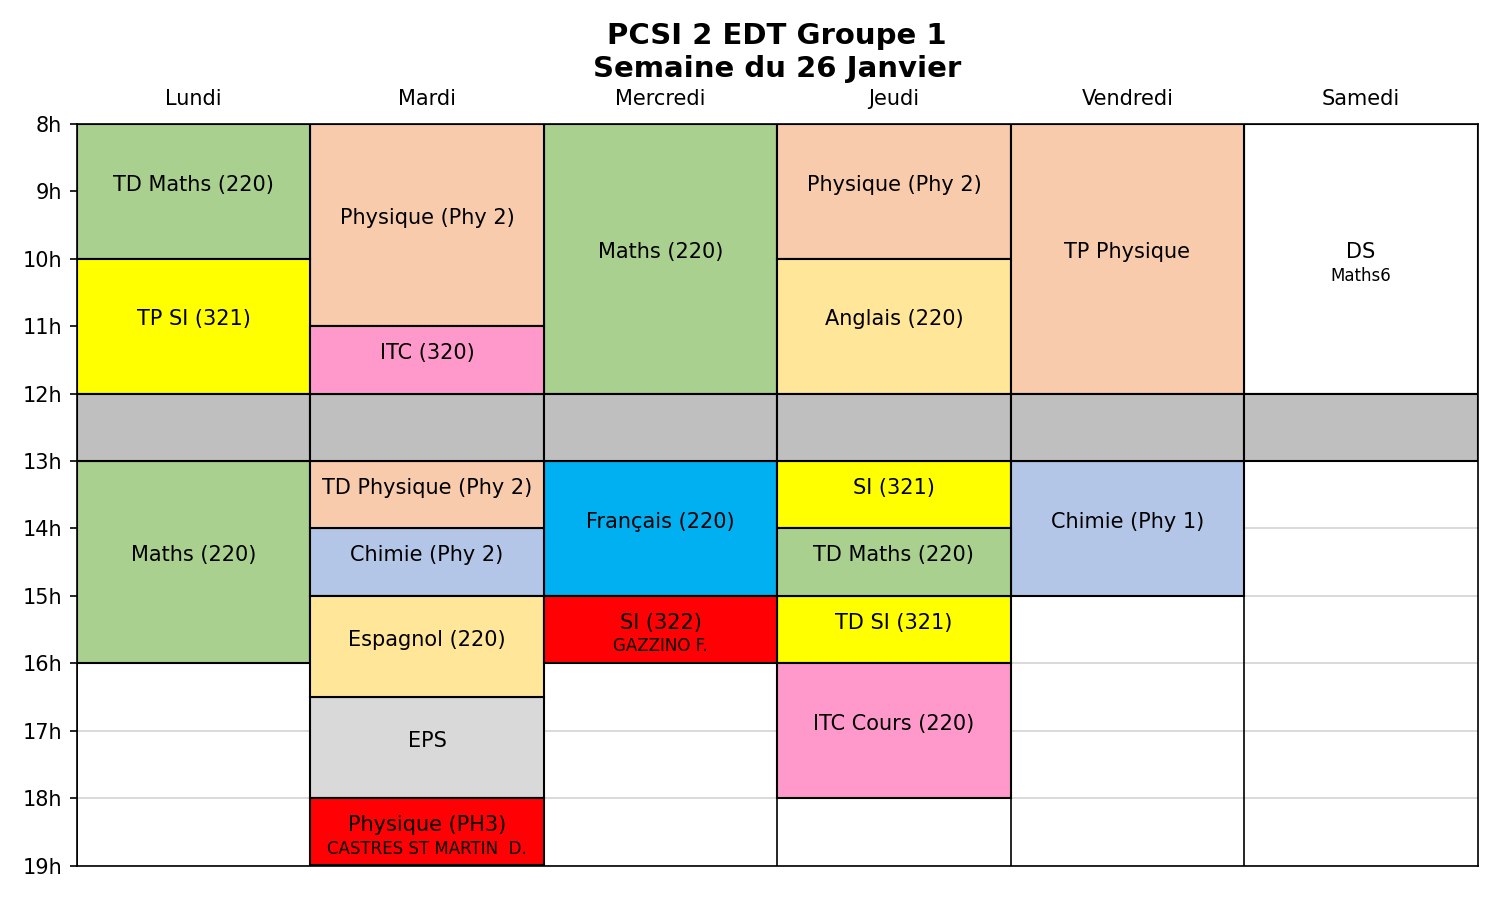 PCSI 2 EDT Groupe 1
Semaine du 26 Janvier
Lundi Mardi Mercredi Jeudi Vendredi Samedi
8h
9h
10h
11h
12h
13h
14h
15h
16h
17h
18h
19h
TD Maths (220)
TP SI (321)
Maths (220)
Physique (Phy 2)
ITC (320)
TD Physique (Phy 2)
Chimie (Phy 2)
Espagnol (220)
EPS
Physique (PH3)
CASTRES ST MARTIN  D.
Maths (220)
Français (220)
SI (322)
GAZZINO F.
Physique (Phy 2)
Anglais (220)
SI (321)
TD Maths (220)
TD SI (321)
ITC Cours (220)
TP Physique
Chimie (Phy 1)
DS
Maths6